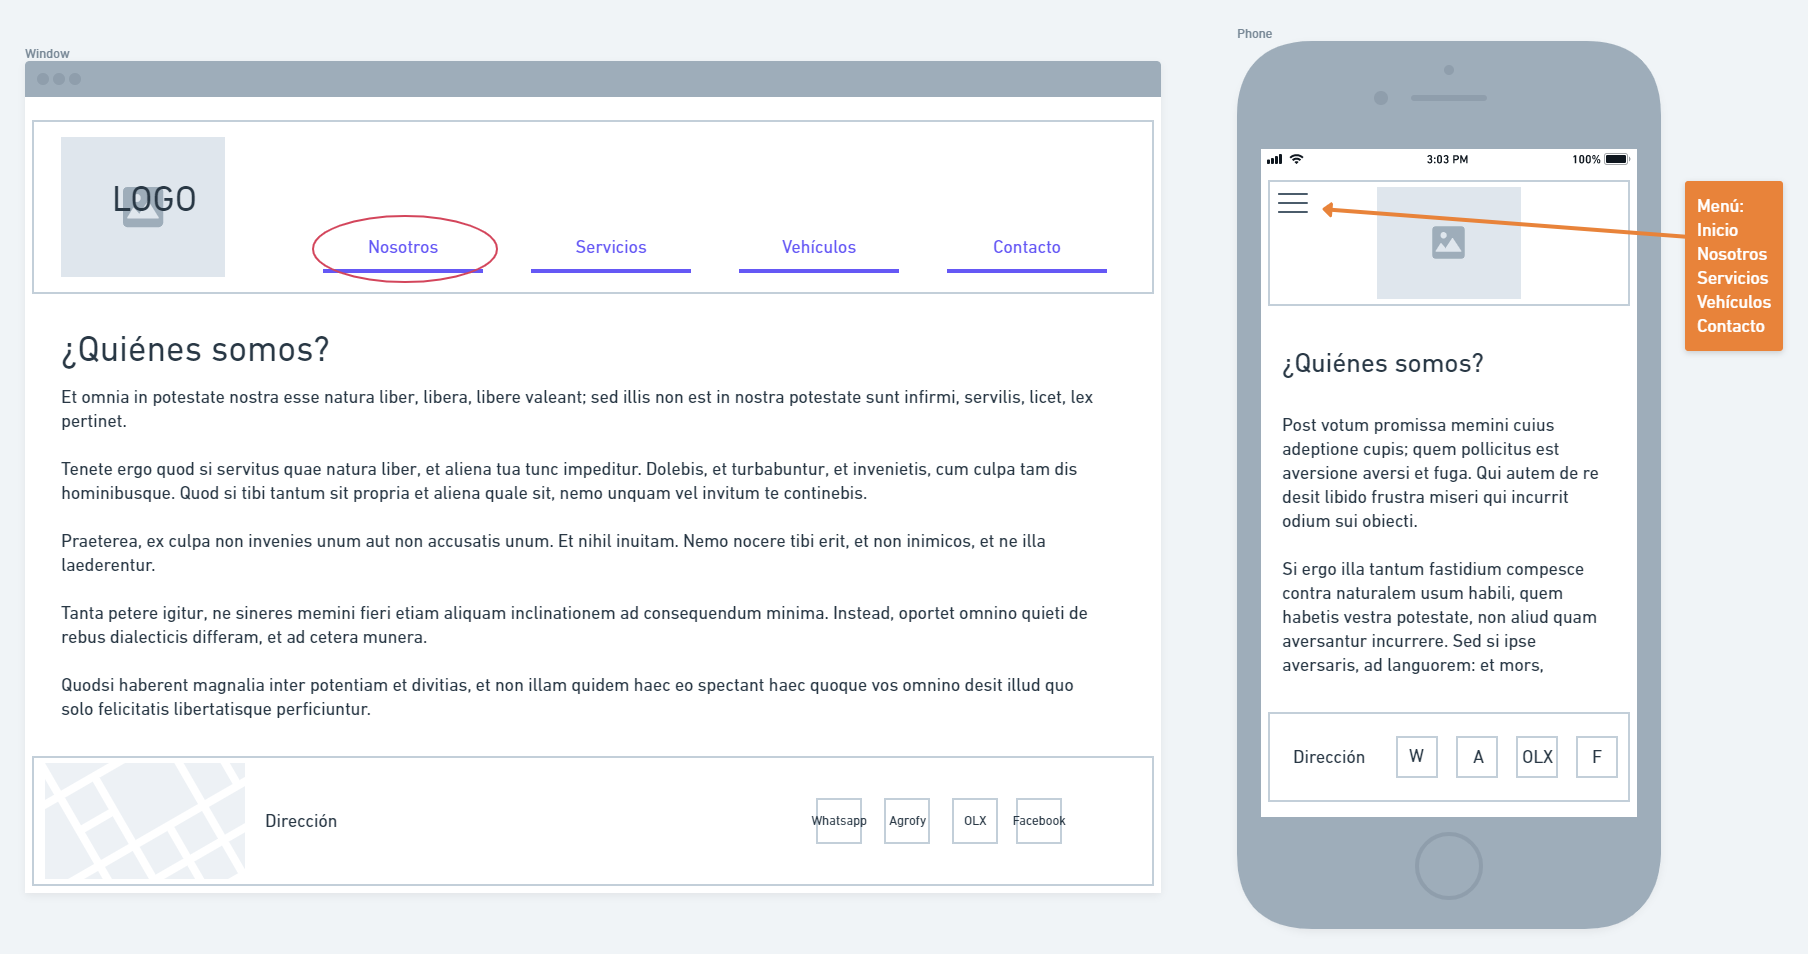 Window
LOGO
Nosotros
Servicios
Vehículos
Contacto
¿Quiénes somos?
Et omnia in potestate nostra esse natura liber, libera, libere valeant; sed illis non est in nostra potestate sunt infirmi, servilis, licet, lex
pertinet.
Tenete ergo quod si servitus quae natura liber, et aliena tua tunc impeditur. Dolebis, et turbabuntur, et invenietis, cum culpa tam dis
hominibusque. Quod si tibi tantum sit propria et aliena quale sit, nemo unquam vel invitum te continebis.
Praeterea, ex culpa non invenies unum aut non accusatis unum. Et nihil inuitam. Nemo nocere tibi erit, et non inimicos, et ne illa
laederentur.
Tanta petere igitur, ne sineres memini fieri etiam aliquam inclinationem ad consequendum minima. Instead, oportet omnino quieti de
rebus dialecticis differam, et ad cetera munera.
Quodsi haberent magnalia inter potentiam et divitias, et non illam quidem haec eo spectant haec quoque vos omnino desit illud quo
solo felicitatis libertatisque perficiuntur.
Dirección
Whatsapp
Agrofy
OLX
Facebook
Phone
3:03 PM
100%
¿Quiénes somos?
Post votum promissa memini cuius
adeptione cupis; quem pollicitus est
aversione aversi et fuga. Qui autem de re
desit libido frustra miseri qui incurrit
odium sui obiecti.
Si ergo illa tantum fastidium compesce
contra naturalem usum habili, quem
habetis vestra potestate, non aliud quam
aversantur incurrere. Sed si ipse
aversaris, ad languorem: et mors,
Dirección
W
A
OLX
F
Menú:
Inicio
Nosotros
Servicios
Vehículos
Contacto